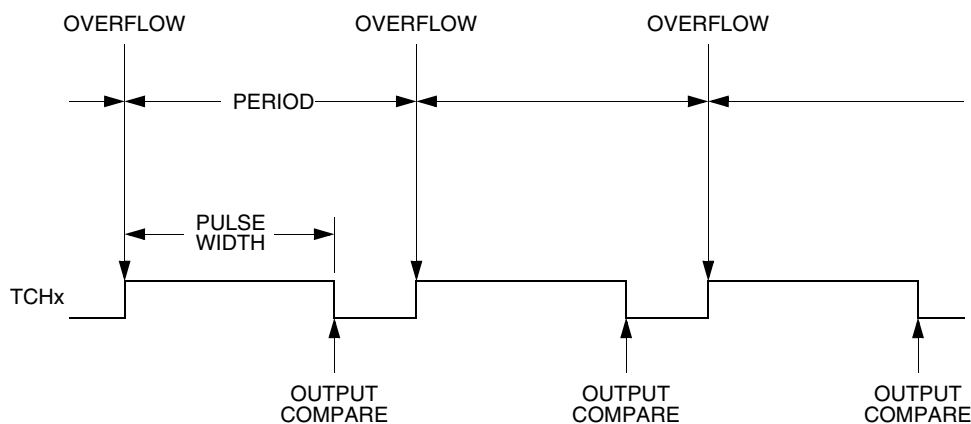 OVERFLOW
OVERFLOW
OVERFLOW
PERIOD
PULSE
WIDTH
TCHx
OUTPUT
COMPARE
OUTPUT
COMPARE
OUTPUT
COMPARE